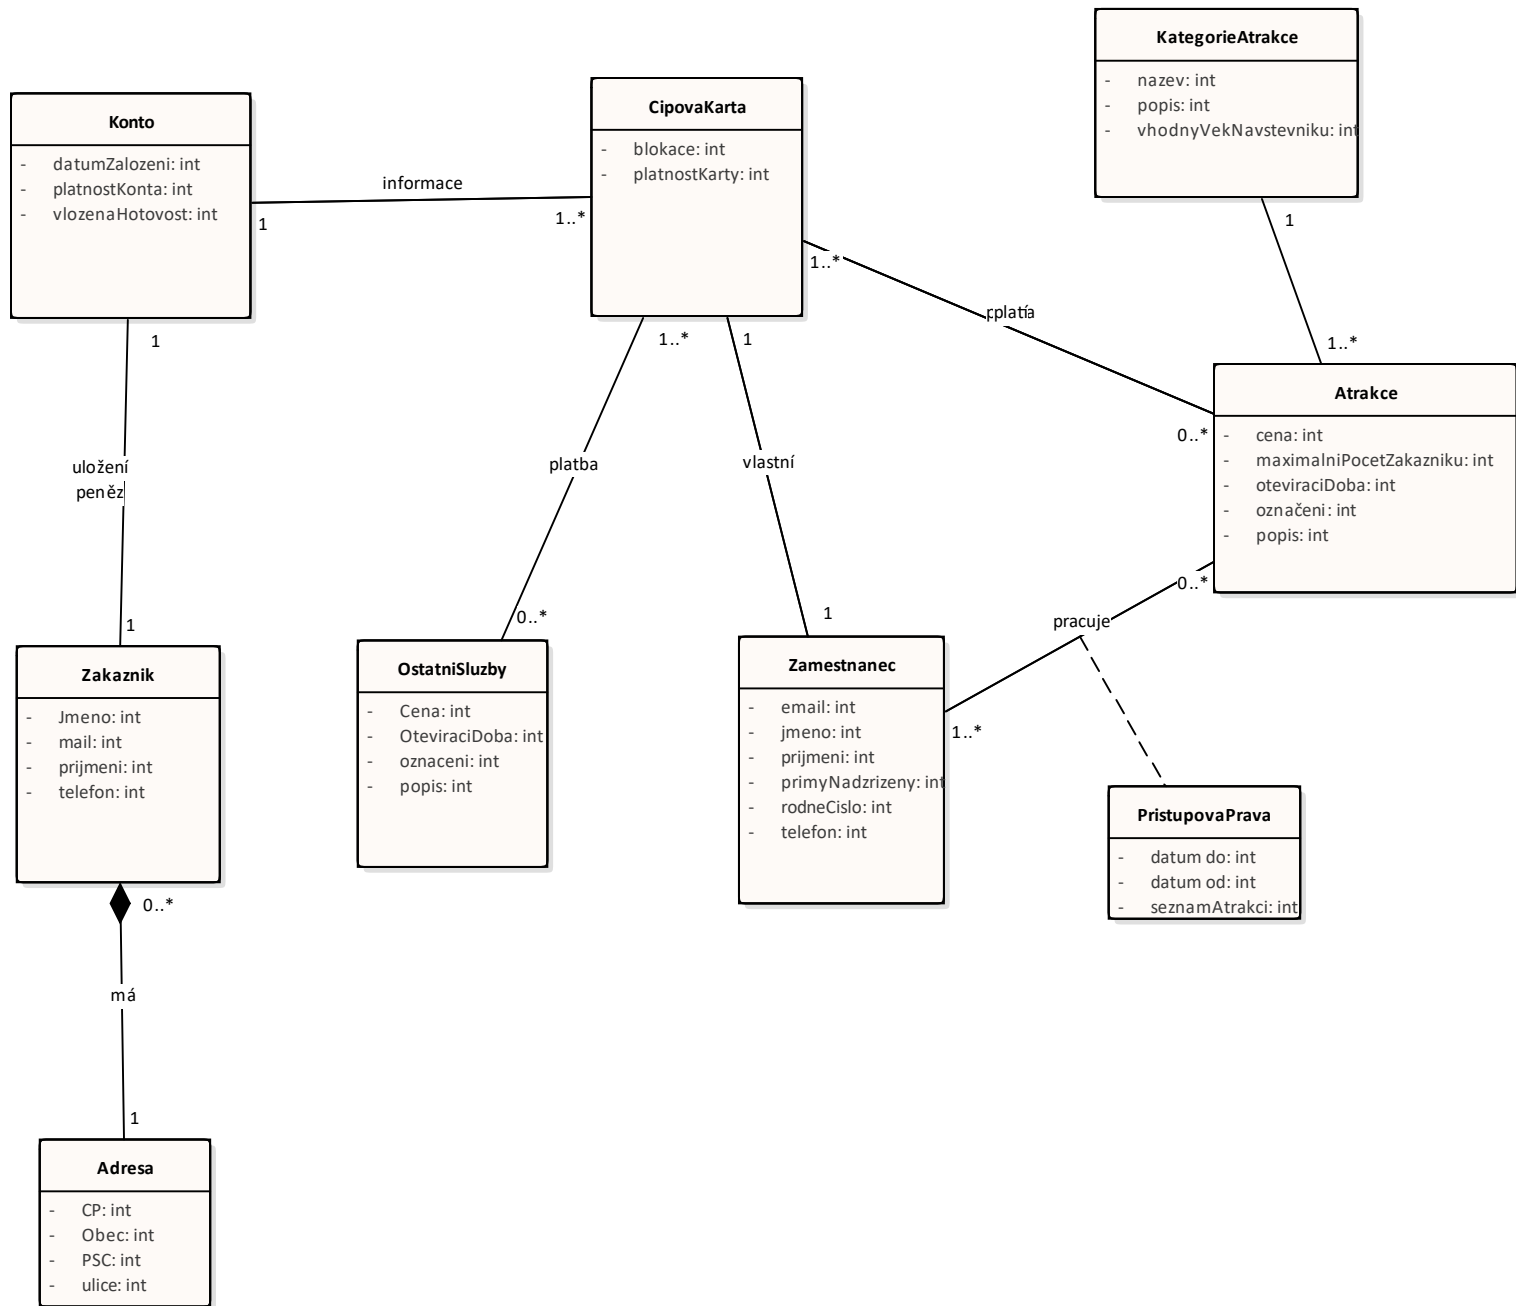 KategorieAtrakce
- nazev: int
- popis: int
- vhodnyVekNavstevniku: int
Konto
- datumZalozeni: int
- platnostKonta: int
- vlozenaHotovost: int
CipovaKarta
- blokace: int
- platnostKarty: int
informace
1
1..*
1..*
1
1
1..*
1
1..*
0..*
Atrakce
- cena: int
- maximalniPocetZakazniku: int
- oteviraciDoba: int
- označeni: int
- popis: int
uložení
peněz
platba
vlastní
0..*
pracuje
1
0..*
1
1..*
Zakaznik
- Jmeno: int
- mail: int
- prijmeni: int
- telefon: int
OstatniSluzby
- Cena: int
- OteviraciDoba: int
- oznaceni: int
- popis: int
Zamestnanec
- email: int
- jmeno: int
- prijmeni: int
- primyNadzrizeny: int
- rodneCislo: int
- telefon: int
PristupovaPrava
- datum do: int
- datum od: int
- seznamAtrakci: int
0..*
má
1
Adresa
- CP: int
- Obec: int
- PSC: int
- ulice: int